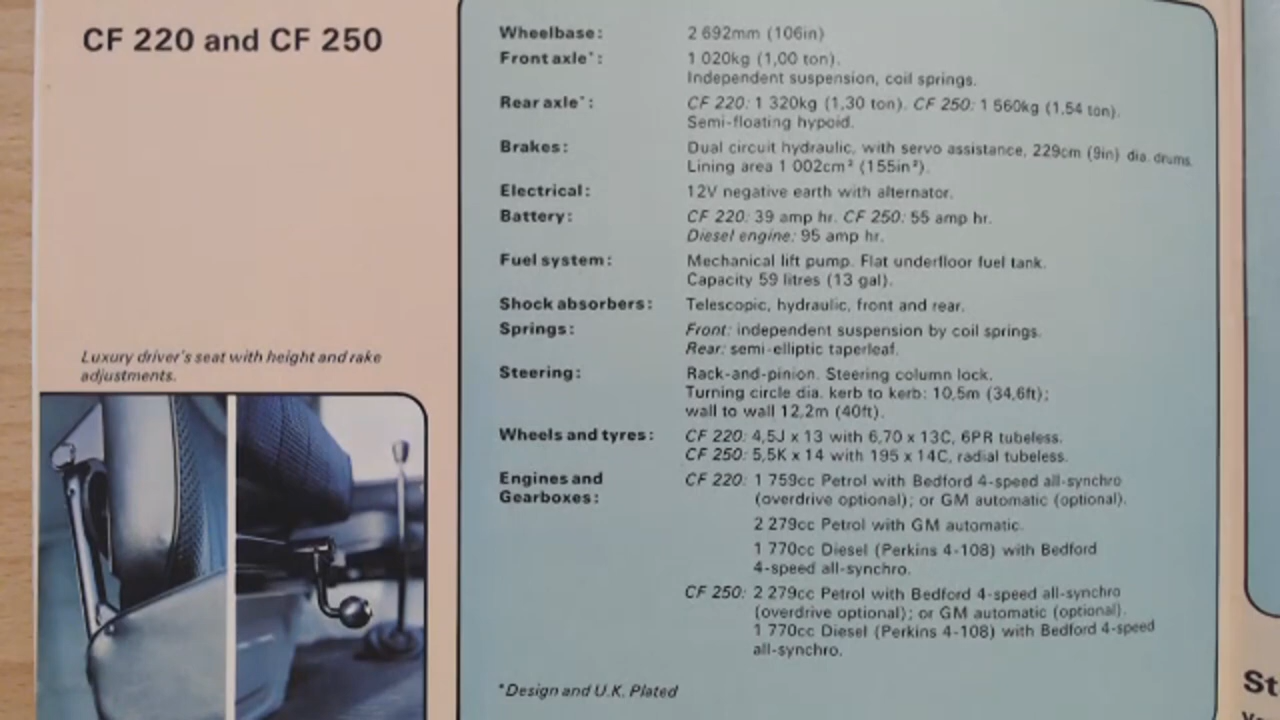 CF 220 and CF 250
Luxury driver's seat with height and rake
adjustments.
Wheelbase: 2 692mm (106in)
Front axle*: 1 020kg (1,00 ton).
Independent suspension, coil springs.
Rear axle*: CF 220: 1 320kg (1,30 ton). CF 250: 1 560kg (1,54 ton).
Semi-floating hypoid.
Brakes: Dual circuit hydraulic, with servo assistance, 229cm (9in) dia. drums.
Lining area 1 002cm² (155in²).
Electrical: 12V negative earth with alternator.
Battery: CF 220: 39 amp hr. CF 250: 55 amp hr.
Diesel engine: 95 amp hr.
Fuel system: Mechanical lift pump. Flat underfloor fuel tank.
Capacity 59 litres (13 gal).
Shock absorbers: Telescopic, hydraulic, front and rear.
Springs: Front: independent suspension by coil springs.
Rear: semi-elliptic taperleaf.
Steering: Rack-and-pinion. Steering column lock.
Turning circle dia. kerb to kerb: 10,5m (34,6ft);
wall to wall 12,2m (40ft).
Wheels and tyres: CF 220: 4,5J x 13 with 6,70 x 13C, 6PR tubeless.
CF 250: 5,5K x 14 with 195 x 14C, radial tubeless.
Engines and
Gearboxes:
CF 220: 1 759cc Petrol with Bedford 4-speed all-synchro
(overdrive optional); or GM automatic (optional).
2 279cc Petrol with GM automatic.
1 770cc Diesel (Perkins 4-108) with Bedford
4-speed all-synchro.
CF 250: 2 279cc Petrol with Bedford 4-speed all-synchro
(overdrive optional); or GM automatic (optional).
1 770cc Diesel (Perkins 4-108) with Bedford 4-speed
all-synchro.
*Design and U.K. Plated